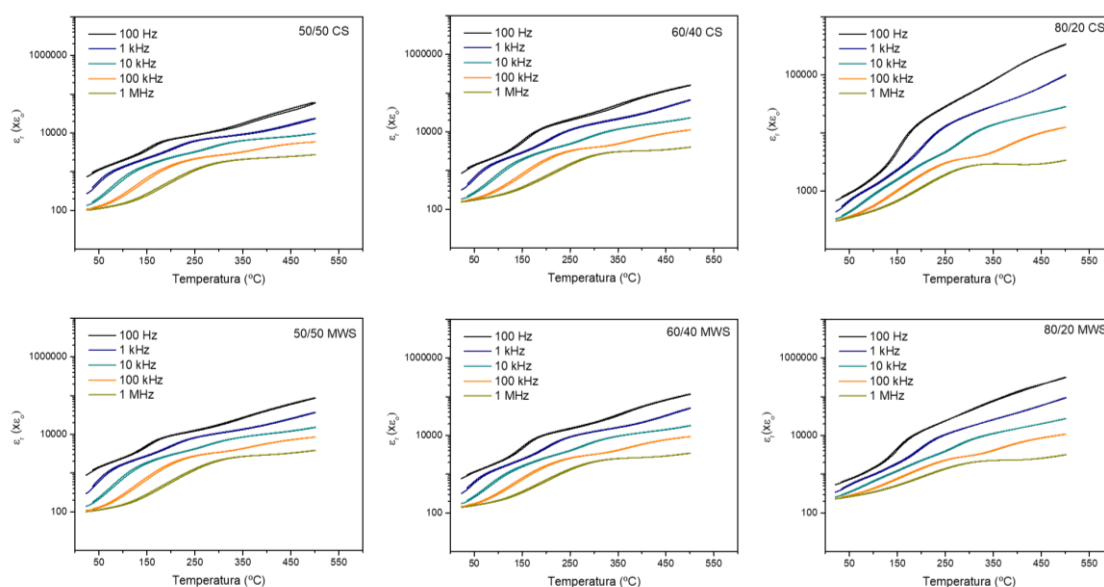 50/50 CS
100 Hz
1 kHz
10 kHz
100 kHz
1 MHz
1000000
10000
100
εr (xεo)
50 150 250 350 450 550
Temperatura (ºC)
60/40 CS
100 Hz
1 kHz
10 kHz
100 kHz
1 MHz
1000000
10000
100
εr (xεo)
50 150 250 350 450 550
Temperatura (ºC)
80/20 CS
100 Hz
1 kHz
10 kHz
100 kHz
1 MHz
100000
1000
εr (xεo)
50 150 250 350 450 550
Temperatura (ºC)
50/50 MWS
100 Hz
1 kHz
10 kHz
100 kHz
1 MHz
1000000
10000
100
εr (xεo)
50 150 250 350 450 550
Temperatura (ºC)
60/40 MWS
100 Hz
1 kHz
10 kHz
100 kHz
1 MHz
1000000
10000
100
εr (xεo)
50 150 250 350 450 550
Temperatura (ºC)
80/20 MWS
100 Hz
1 kHz
10 kHz
100 kHz
1 MHz
1000000
10000
100
εr(xεo)
50 150 250 350 450 550
Temperatura (ºC)